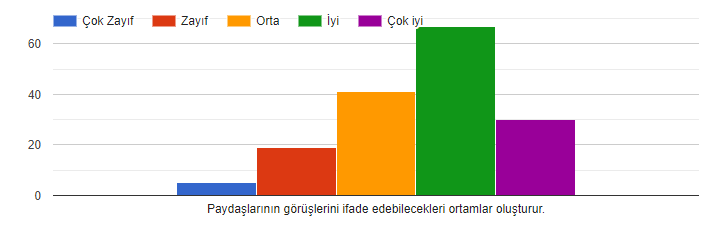 Çok Zayıf Zayıf Orta İyi Çok iyi
60
40
20
0
Paydaşlarının görüşlerini ifade edebilecekleri ortamlar oluşturur.